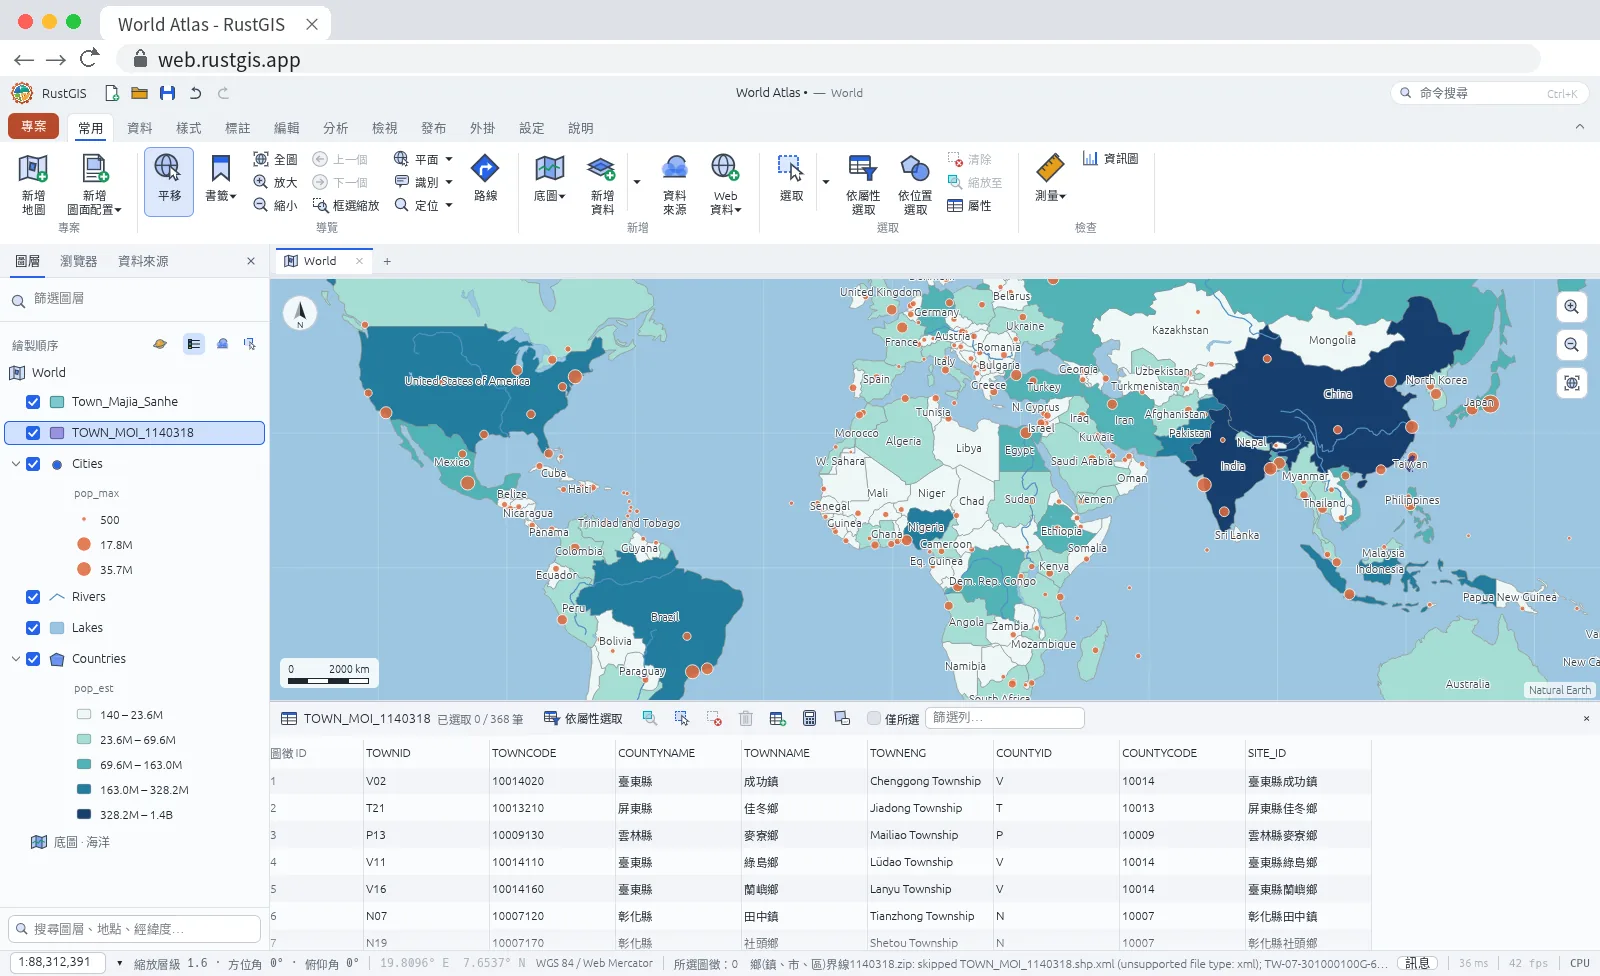 World Atlas - RustGIS
web.rustgis.app
RustGIS
World Atlas • — World
命令搜尋 Ctrl+K
專案 常用 資料 樣式 標註 編輯 分析 檢視 發布 外掛 設定 說明
新增地圖
新增圖面配置
專案
平移
書籤
全圖
放大
縮小
上一個
下一個
框選縮放
平面
識別
定位
路線
導覽
底圖
新增資料
資料來源
Web資料
新增
選取
依屬性選取
依位置選取
清除
縮放至
屬性
選取
測量
資訊圖
檢查
圖層 瀏覽器 資料來源
World
篩選圖層
繪製順序
World
Town_Majia_Sanhe
TOWN_MOI_1140318
Cities
pop_max
500
17.8M
35.7M
Rivers
Lakes
Countries
pop_est
140 – 23.6M
23.6M – 69.6M
69.6M – 163.0M
163.0M – 328.2M
328.2M – 1.4B
底圖 · 海洋
搜尋圖層、地點、經緯度…
N
United Kingdom
Belarus
Germany
Ukraine
Kazakhstan
Mongolia
France
Austria
Romania
Italy
Bulgaria
Georgia
Uzbekistan
Spain
Greece
Turkey
Turkmenistan
North Korea
United States of America
China
Japan
Tunisia
N. Cyprus
Iraq
Iran
Afghanistan
Morocco
Algeria
Israel
Kuwait
Pakistan
Nepal
Libya
Egypt
W. Sahara
Saudi Arabia
India
Taiwan
Mexico
Cuba
Oman
Myanmar
Haiti
Belize
Mali
Niger
Chad
Sudan
Yemen
Thailand
Philippines
Nicaragua
Senegal
Trinidad and Tobago
Guinea
Nigeria
Ethiopia
Panama
Ghana
Sri Lanka
Colombia
Guyana
Cameroon
Somalia
Malaysia
Eq. Guinea
Kenya
Indonesia
Ecuador
Dem. Rep. Congo
Papua New Guinea
Peru
Brazil
Angola
Zambia
Bolivia
Mozambique
Va
Paraguay
Namibia
New Ca
Australia
South Africa
0 2000 km
Natural Earth
TOWN_MOI_1140318 已選取 0 / 368 筆 依屬性選取 僅所選 篩選列…
圖徵 ID TOWNID TOWNCODE COUNTYNAME TOWNNAME TOWNENG COUNTYID COUNTYCODE SITE_ID
1 V02 10014020 臺東縣 成功鎮 Chenggong Township V 10014 臺東縣成功鎮
2 T21 10013210 屏東縣 佳冬鄉 Jiadong Township T 10013 屏東縣佳冬鄉
3 P13 10009130 雲林縣 麥寮鄉 Mailiao Township P 10009 雲林縣麥寮鄉
4 V11 10014110 臺東縣 綠島鄉 Lüdao Township V 10014 臺東縣綠島鄉
5 V16 10014160 臺東縣 蘭嶼鄉 Lanyu Township V 10014 臺東縣蘭嶼鄉
6 N07 10007120 彰化縣 田中鎮 Tianzhong Township N 10007 彰化縣田中鎮
7 N19 10007170 彰化縣 社頭鄉 Shetou Township N 10007 彰化縣社頭鄉
1:88,312,391 縮放層級 1.6 · 方位角 0° · 俯仰角 0° 19.8096° E 7.6537° N WGS 84 / Web Mercator 所選圖徵：0 鄉(鎮、市、區)界線1140318.zip: skipped TOWN_MOI_1140318.shp.xml (unsupported file type: xml); TW-07-301000100G-6… 訊息 36 ms 42 fps CPU